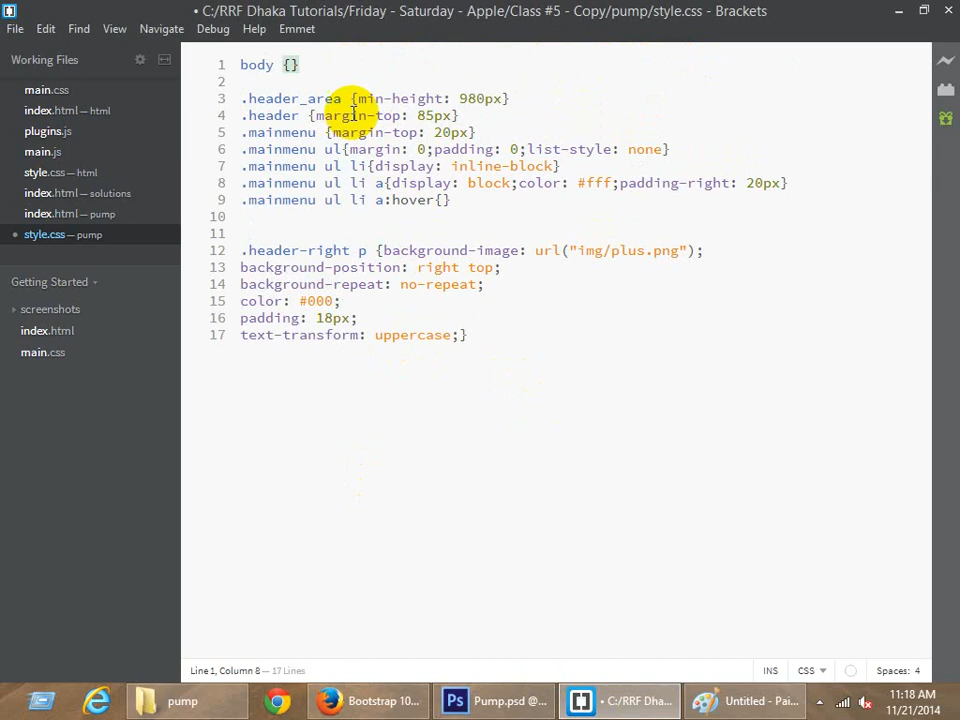 • C:/RRF Dhaka Tutorials/Friday - Saturday - Apple/Class #5 - Copy/pump/style.css - Brackets
File Edit Find View Navigate Debug Help Emmet
Working Files
main.css
index.html — html
plugins.js
main.js
style.css — html
index.html — solutions
index.html — pump
• style.css — pump
Getting Started
screenshots
index.html
main.css
1 body {}
2
3 .header_area {min-height: 980px}
4 .header {margin-top: 85px}
5 .mainmenu {margin-top: 20px}
6 .mainmenu ul{margin: 0;padding: 0;list-style: none}
7 .mainmenu ul li{display: inline-block}
8 .mainmenu ul li a{display: block;color: #fff;padding-right: 20px}
9 .mainmenu ul li a:hover{}
10
11
12 .header-right p {background-image: url("img/plus.png");
13 background-position: right top;
14 background-repeat: no-repeat;
15 color: #000;
16 padding: 18px;
17 text-transform: uppercase;}
Line 1, Column 8 — 17 Lines INS CSS Spaces: 4
pump Bootstrap 10... Ps Pump.psd @... • C:/RRF Dha... Untitled - Pai... 11:18 AM
11/21/2014